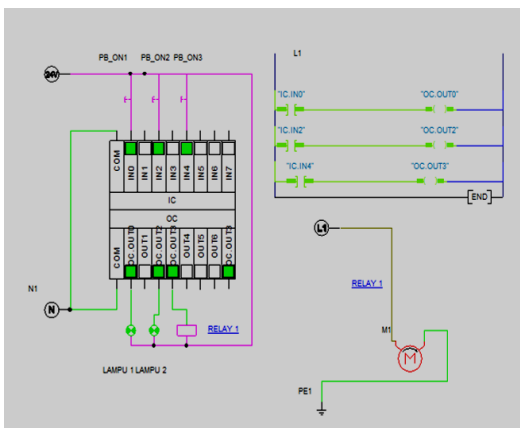 PB_ON1 PB_ON2 PB_ON3
24V
COM IN0 IN1 IN2 IN3 IN4 IN5 IN6 IN7
IC
OC
COM OC.OUT0 OUT1 OC.OUT2 OC.OUT3 OUT4 OUT5 OUT6 OC.OUT3
N1
N
RELAY 1
LAMPU 1 LAMPU 2
L1
"IC.IN0" "OC.OUT0"
"IC.IN2" "OC.OUT2"
"IC.IN4" "OC.OUT3"
END
L1
RELAY 1
M1
M
PE1